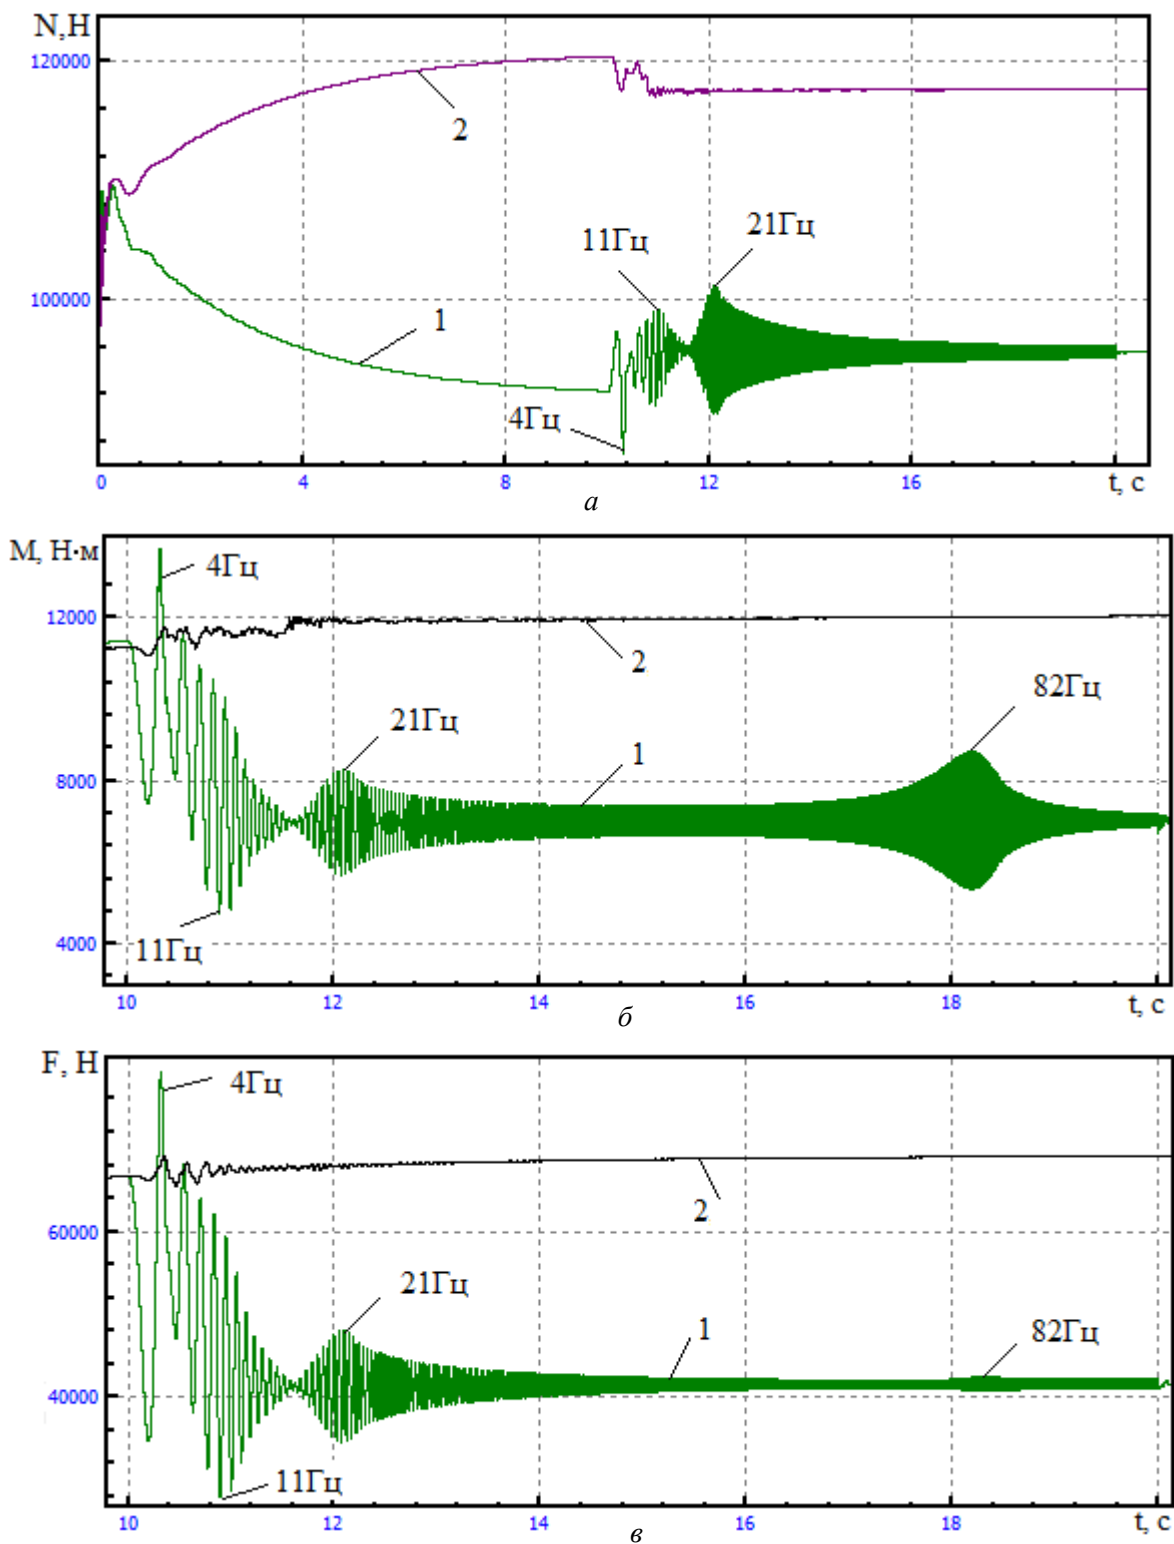 N,Н
120000
2
21Гц
11Гц
100000
1
4Гц
0 4 8 12 16 t, с
а
М, Н·м
4Гц
12000
2
82Гц
21Гц
1
8000
11Гц
4000
10 12 14 16 18 t, с
б
F, Н
4Гц
2
60000
21Гц
1
82Гц
40000
11Гц
10 12 14 16 18 t, с
в